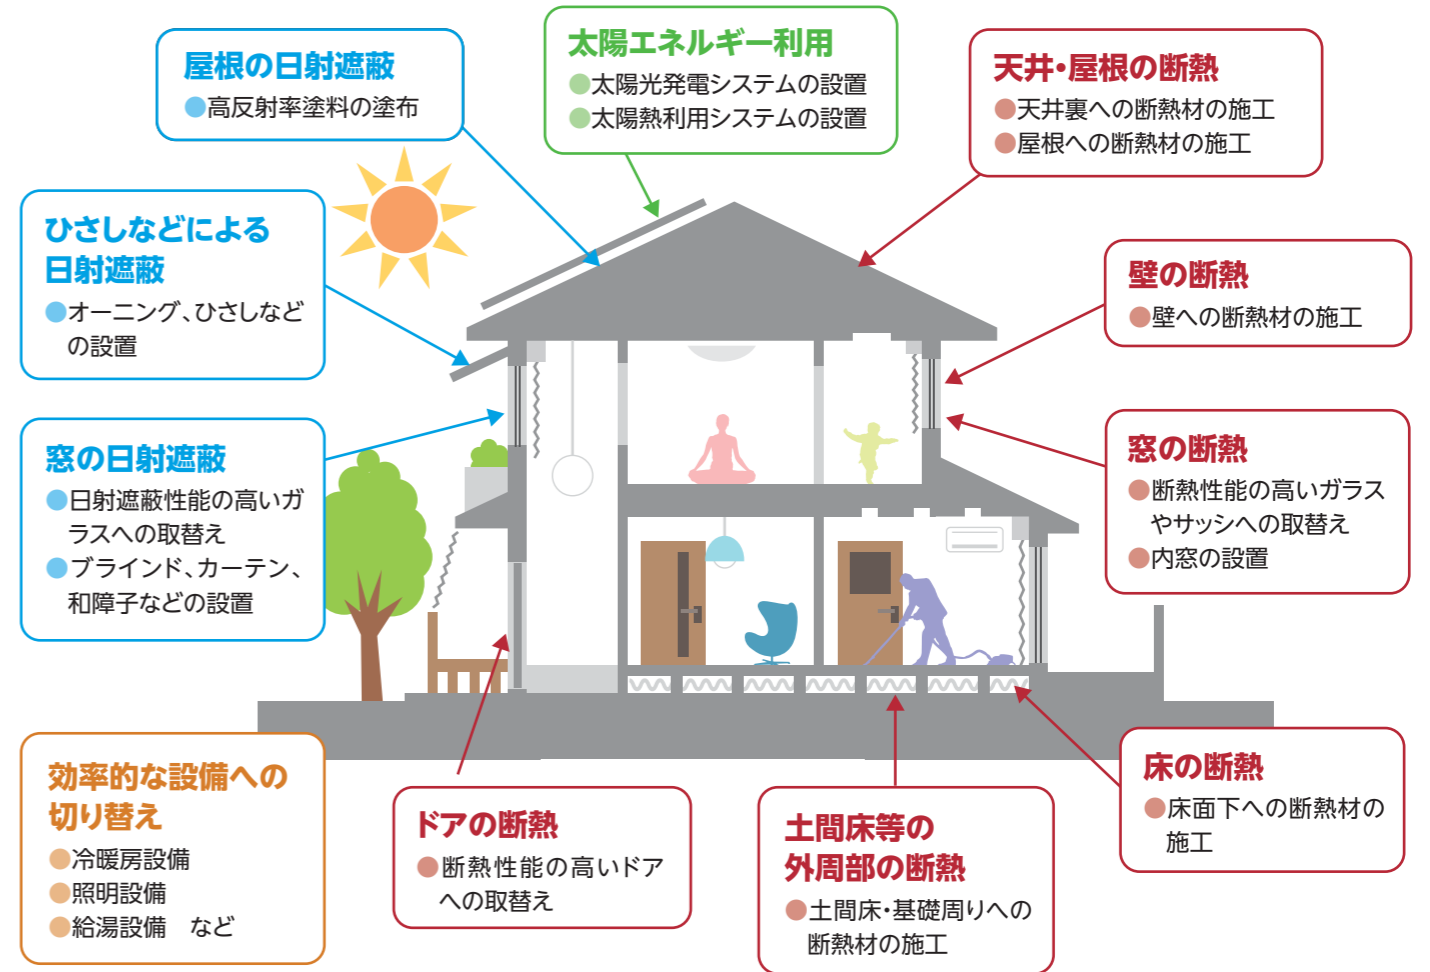 屋根の日射遮蔽
●高反射率塗料の塗布
太陽エネルギー利用
●太陽光発電システムの設置
●太陽熱利用システムの設置
天井・屋根の断熱
●天井裏への断熱材の施工
●屋根への断熱材の施工
ひさしなどによる
日射遮蔽
●オーニング、ひさしなど
の設置
壁の断熱
●壁への断熱材の施工
窓の日射遮蔽
●日射遮蔽性能の高いガ
ラスへの取替え
●ブラインド、カーテン、
和障子などの設置
窓の断熱
●断熱性能の高いガラス
やサッシへの取替え
●内窓の設置
効率的な設備への
切り替え
●冷暖房設備
●照明設備
●給湯設備　など
ドアの断熱
●断熱性能の高いドア
への取替え
土間床等の
外周部の断熱
●土間床・基礎周りへの
断熱材の施工
床の断熱
●床面下への断熱材の
施工